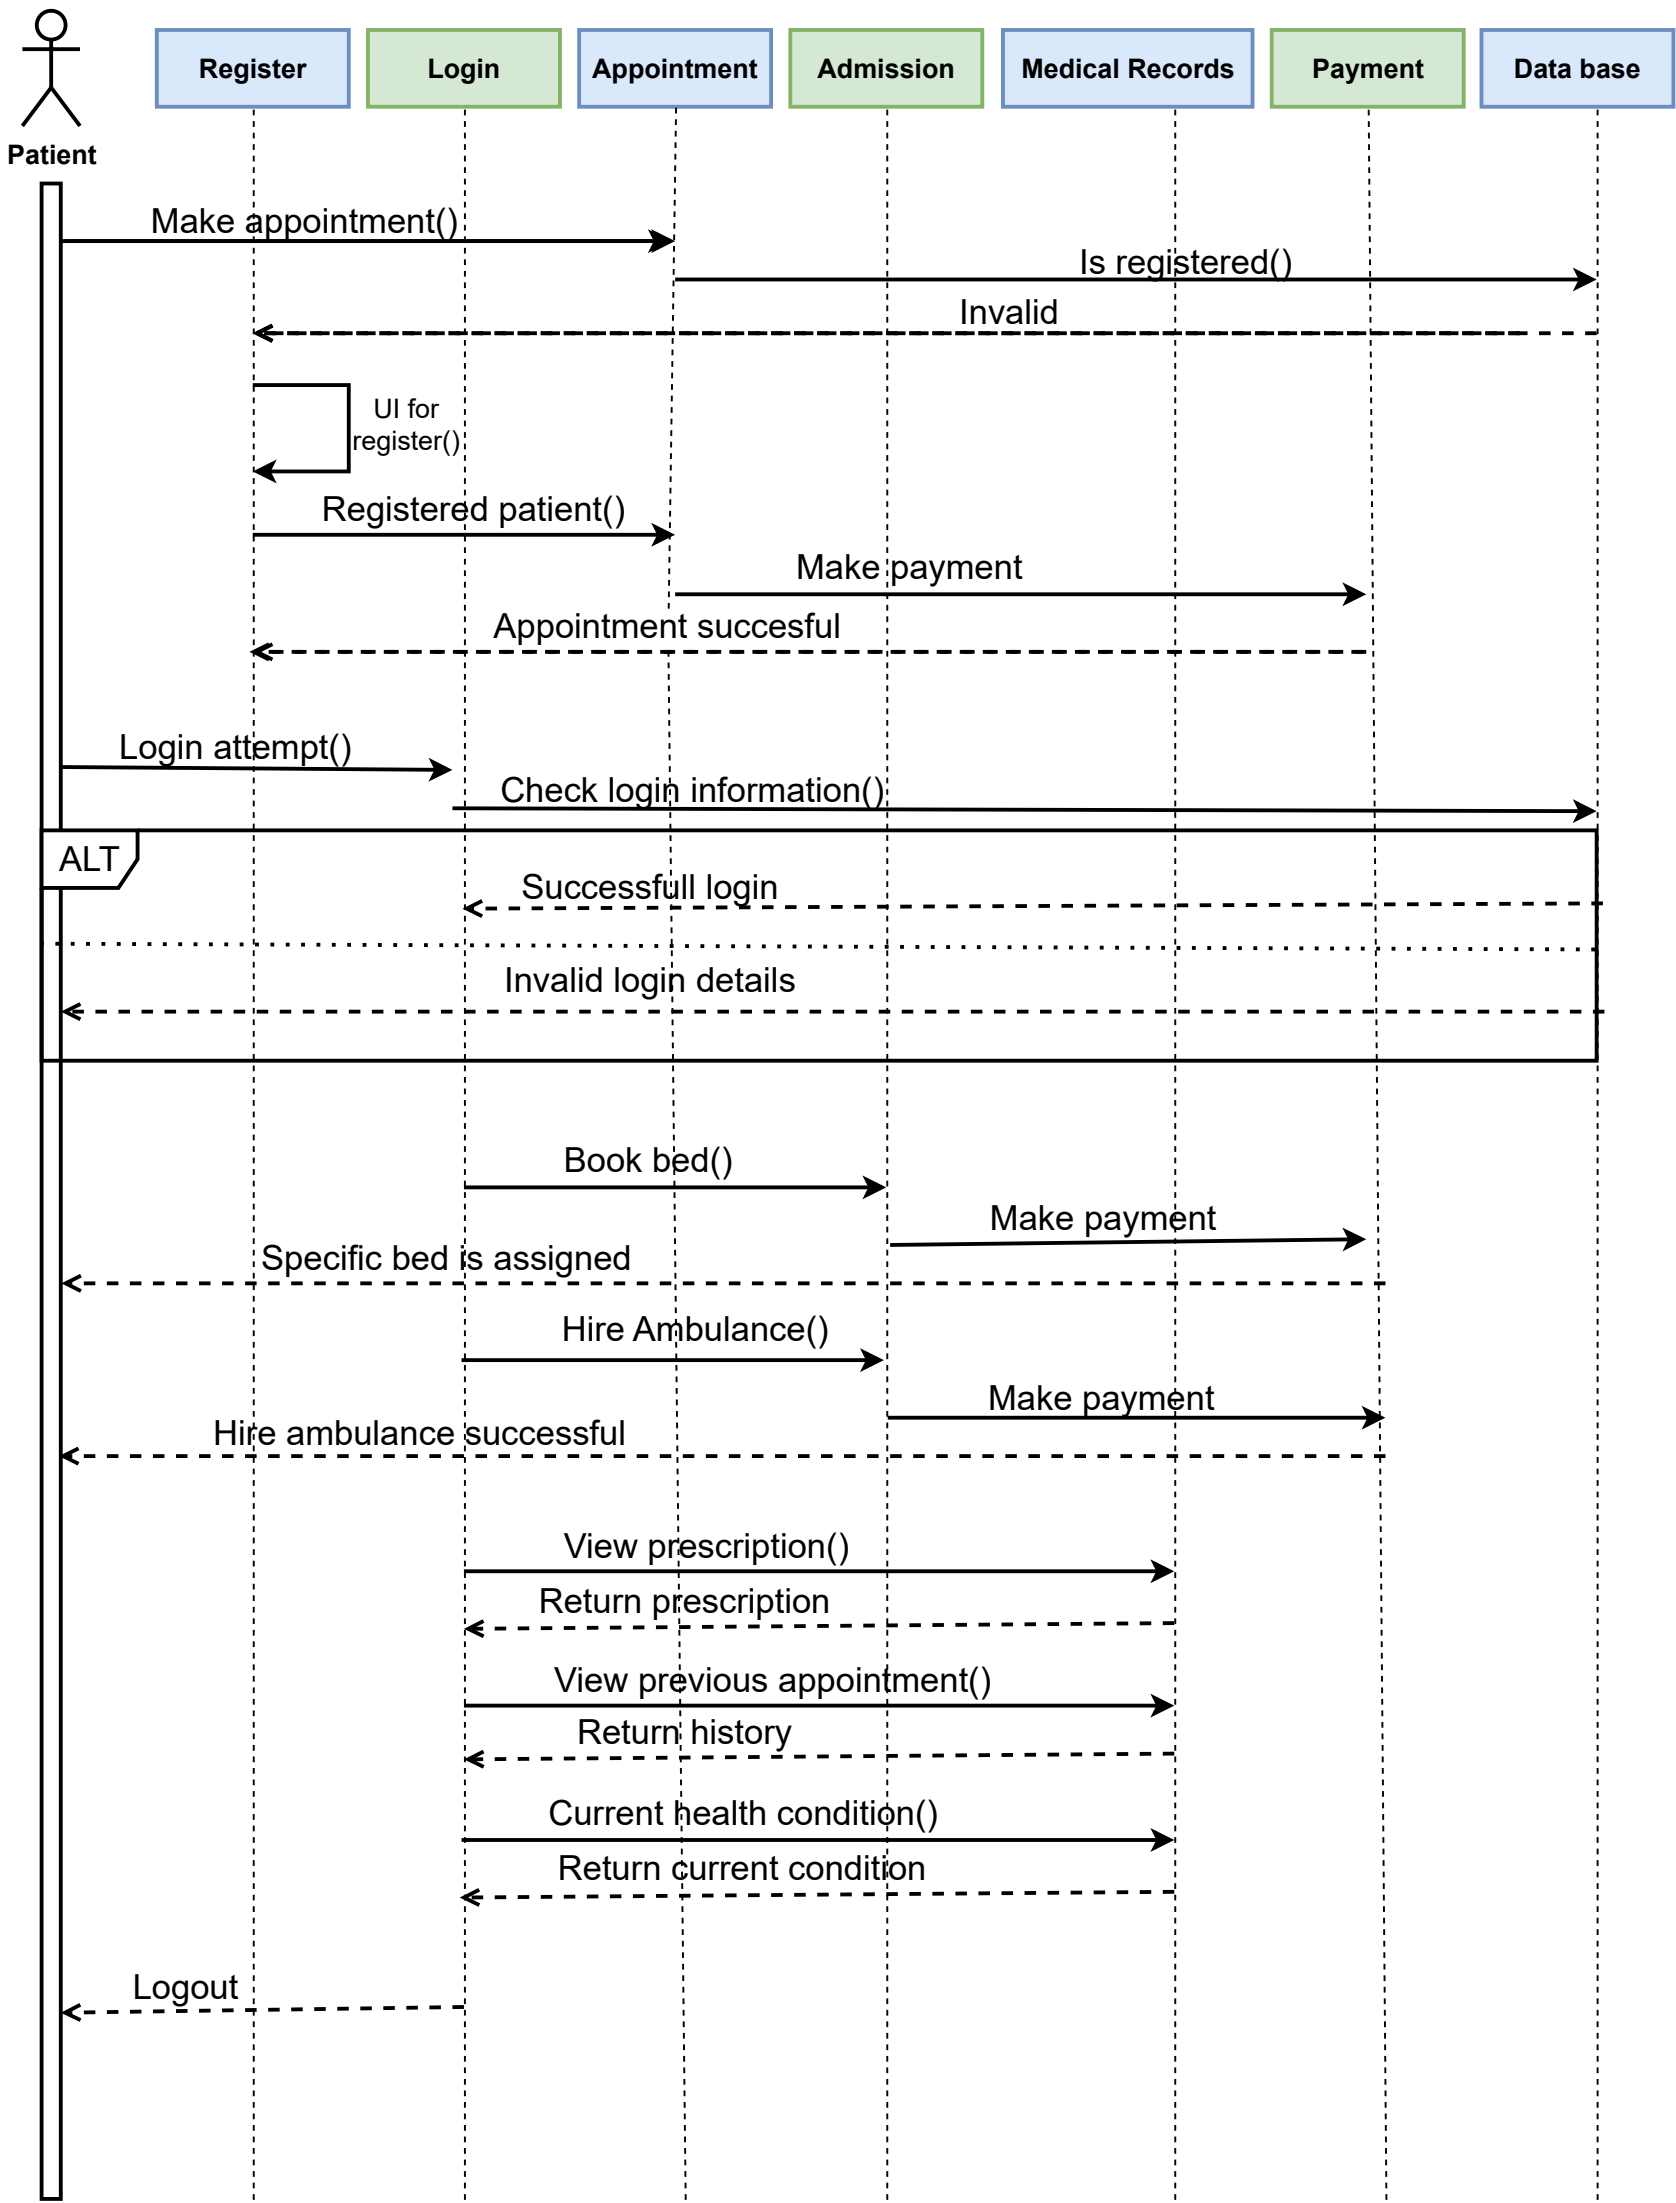 Register
Login
Appointment
Admission
Medical Records
Payment
Data base
Patient
Make appointment()
Is registered()
Invalid
UI for
register()
Registered patient()
Make payment
Appointment succesful
Login attempt()
Check login information()
ALT
Successfull login
Invalid login details
Book bed()
Make payment
Specific bed is assigned
Hire Ambulance()
Make payment
Hire ambulance successful
View prescription()
Return prescription
View previous appointment()
Return history
Current health condition()
Return current condition
Logout